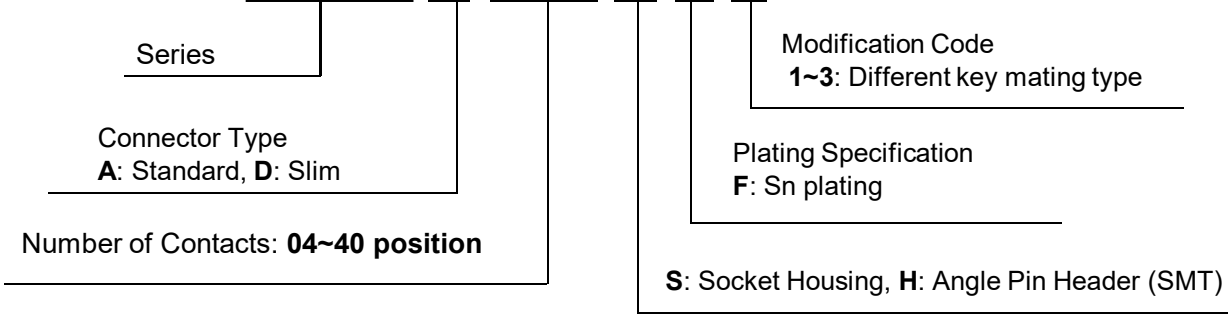 Series
Modification Code
1~3: Different key mating type
Connector Type
A: Standard, D: Slim
Plating Specification
F: Sn plating
Number of Contacts: 04~40 position
S: Socket Housing, H: Angle Pin Header (SMT)